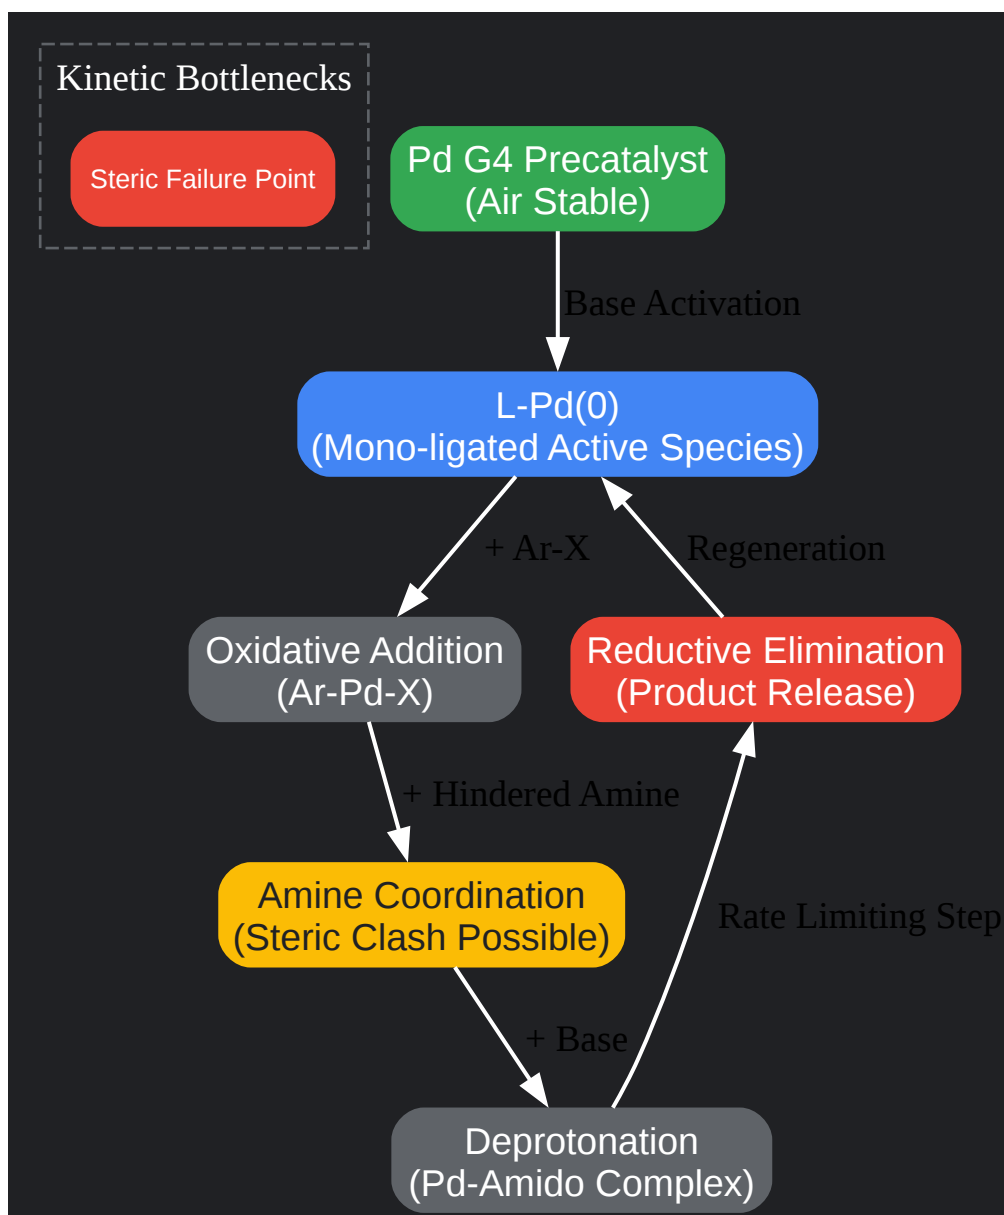 Kinetic Bottlenecks
Steric Failure Point
Pd G4 Precatalyst
(Air Stable)
Base Activation
L-Pd(0)
(Mono-ligated Active Species)
+ Ar-X
Regeneration
Oxidative Addition
(Ar-Pd-X)
Reductive Elimination
(Product Release)
+ Hindered Amine
Amine Coordination
(Steric Clash Possible)
Rate Limiting Step
+ Base
Deprotonation
(Pd-Amido Complex)